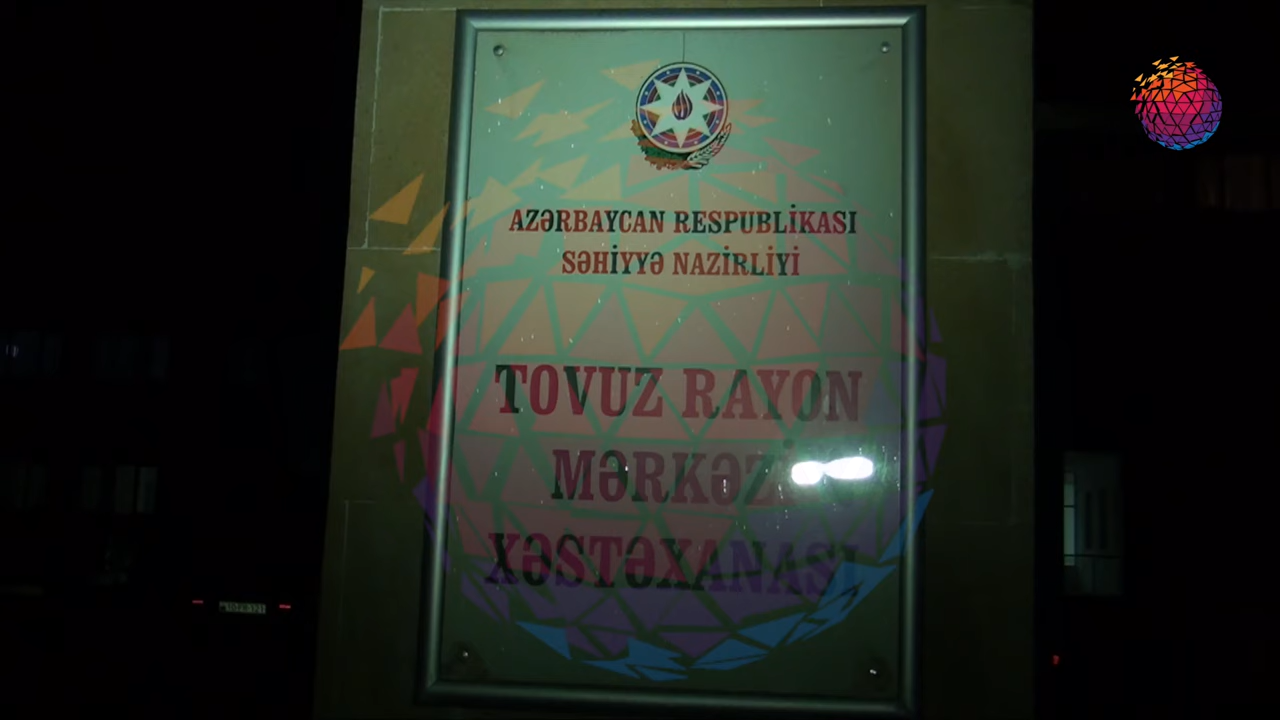 AZƏRBAYCAN RESPUBLİKASI
SƏHİYYƏ NAZİRLİYİ
TOVUZ RAYON
MƏRKƏZİ
XƏSTƏXANASI